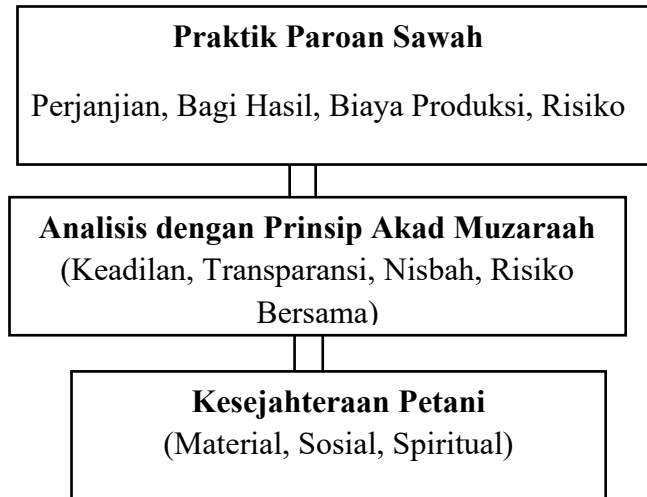 Praktik Paroan Sawah
Perjanjian, Bagi Hasil, Biaya Produksi, Risiko
Analisis dengan Prinsip Akad Muzaraah
(Keadilan, Transparansi, Nisbah, Risiko
Bersama)
Kesejahteraan Petani
(Material, Sosial, Spiritual)